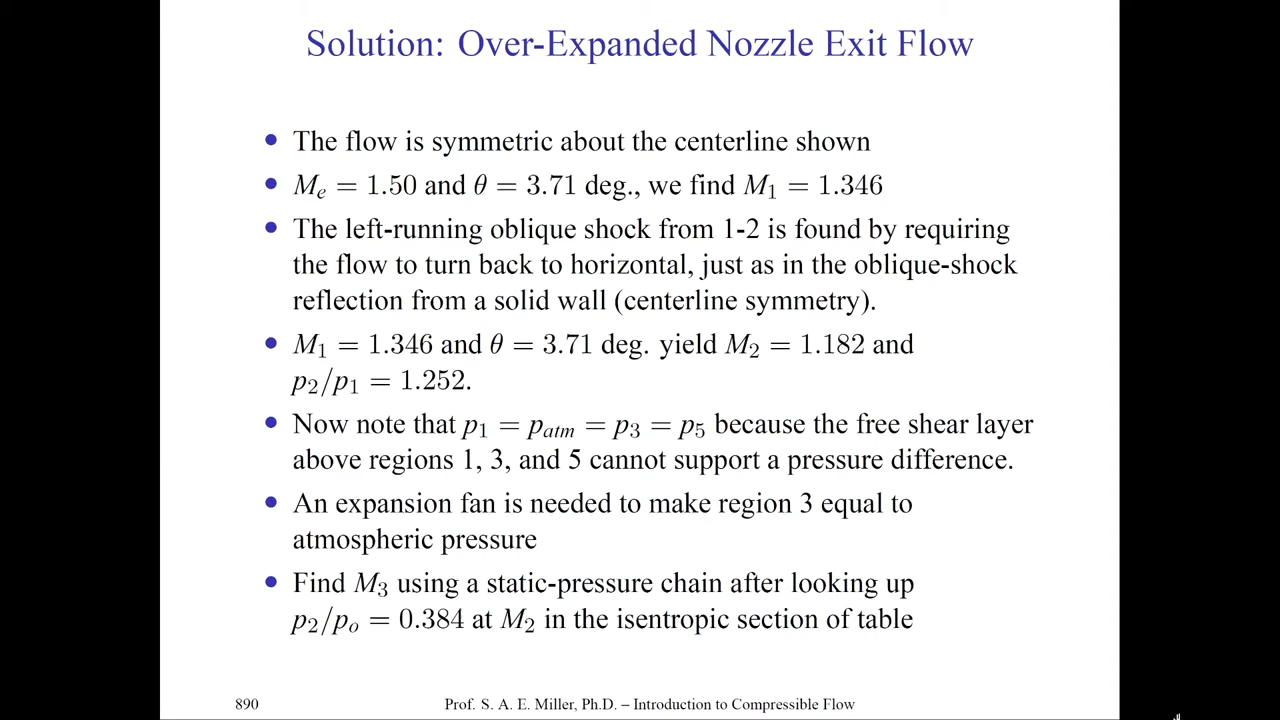 Solution: Over-Expanded Nozzle Exit Flow
• The flow is symmetric about the centerline shown
• Mₑ = 1.50 and θ = 3.71 deg., we find M₁ = 1.346
• The left-running oblique shock from 1-2 is found by requiring
the flow to turn back to horizontal, just as in the oblique-shock
reflection from a solid wall (centerline symmetry).
• M₁ = 1.346 and θ = 3.71 deg. yield M₂ = 1.182 and
p₂/p₁ = 1.252.
• Now note that p₁ = pₐₜₘ = p₃ = p₅ because the free shear layer
above regions 1, 3, and 5 cannot support a pressure difference.
• An expansion fan is needed to make region 3 equal to
atmospheric pressure
• Find M₃ using a static-pressure chain after looking up
p₂/pₒ = 0.384 at M₂ in the isentropic section of table
890
Prof. S. A. E. Miller, Ph.D. – Introduction to Compressible Flow